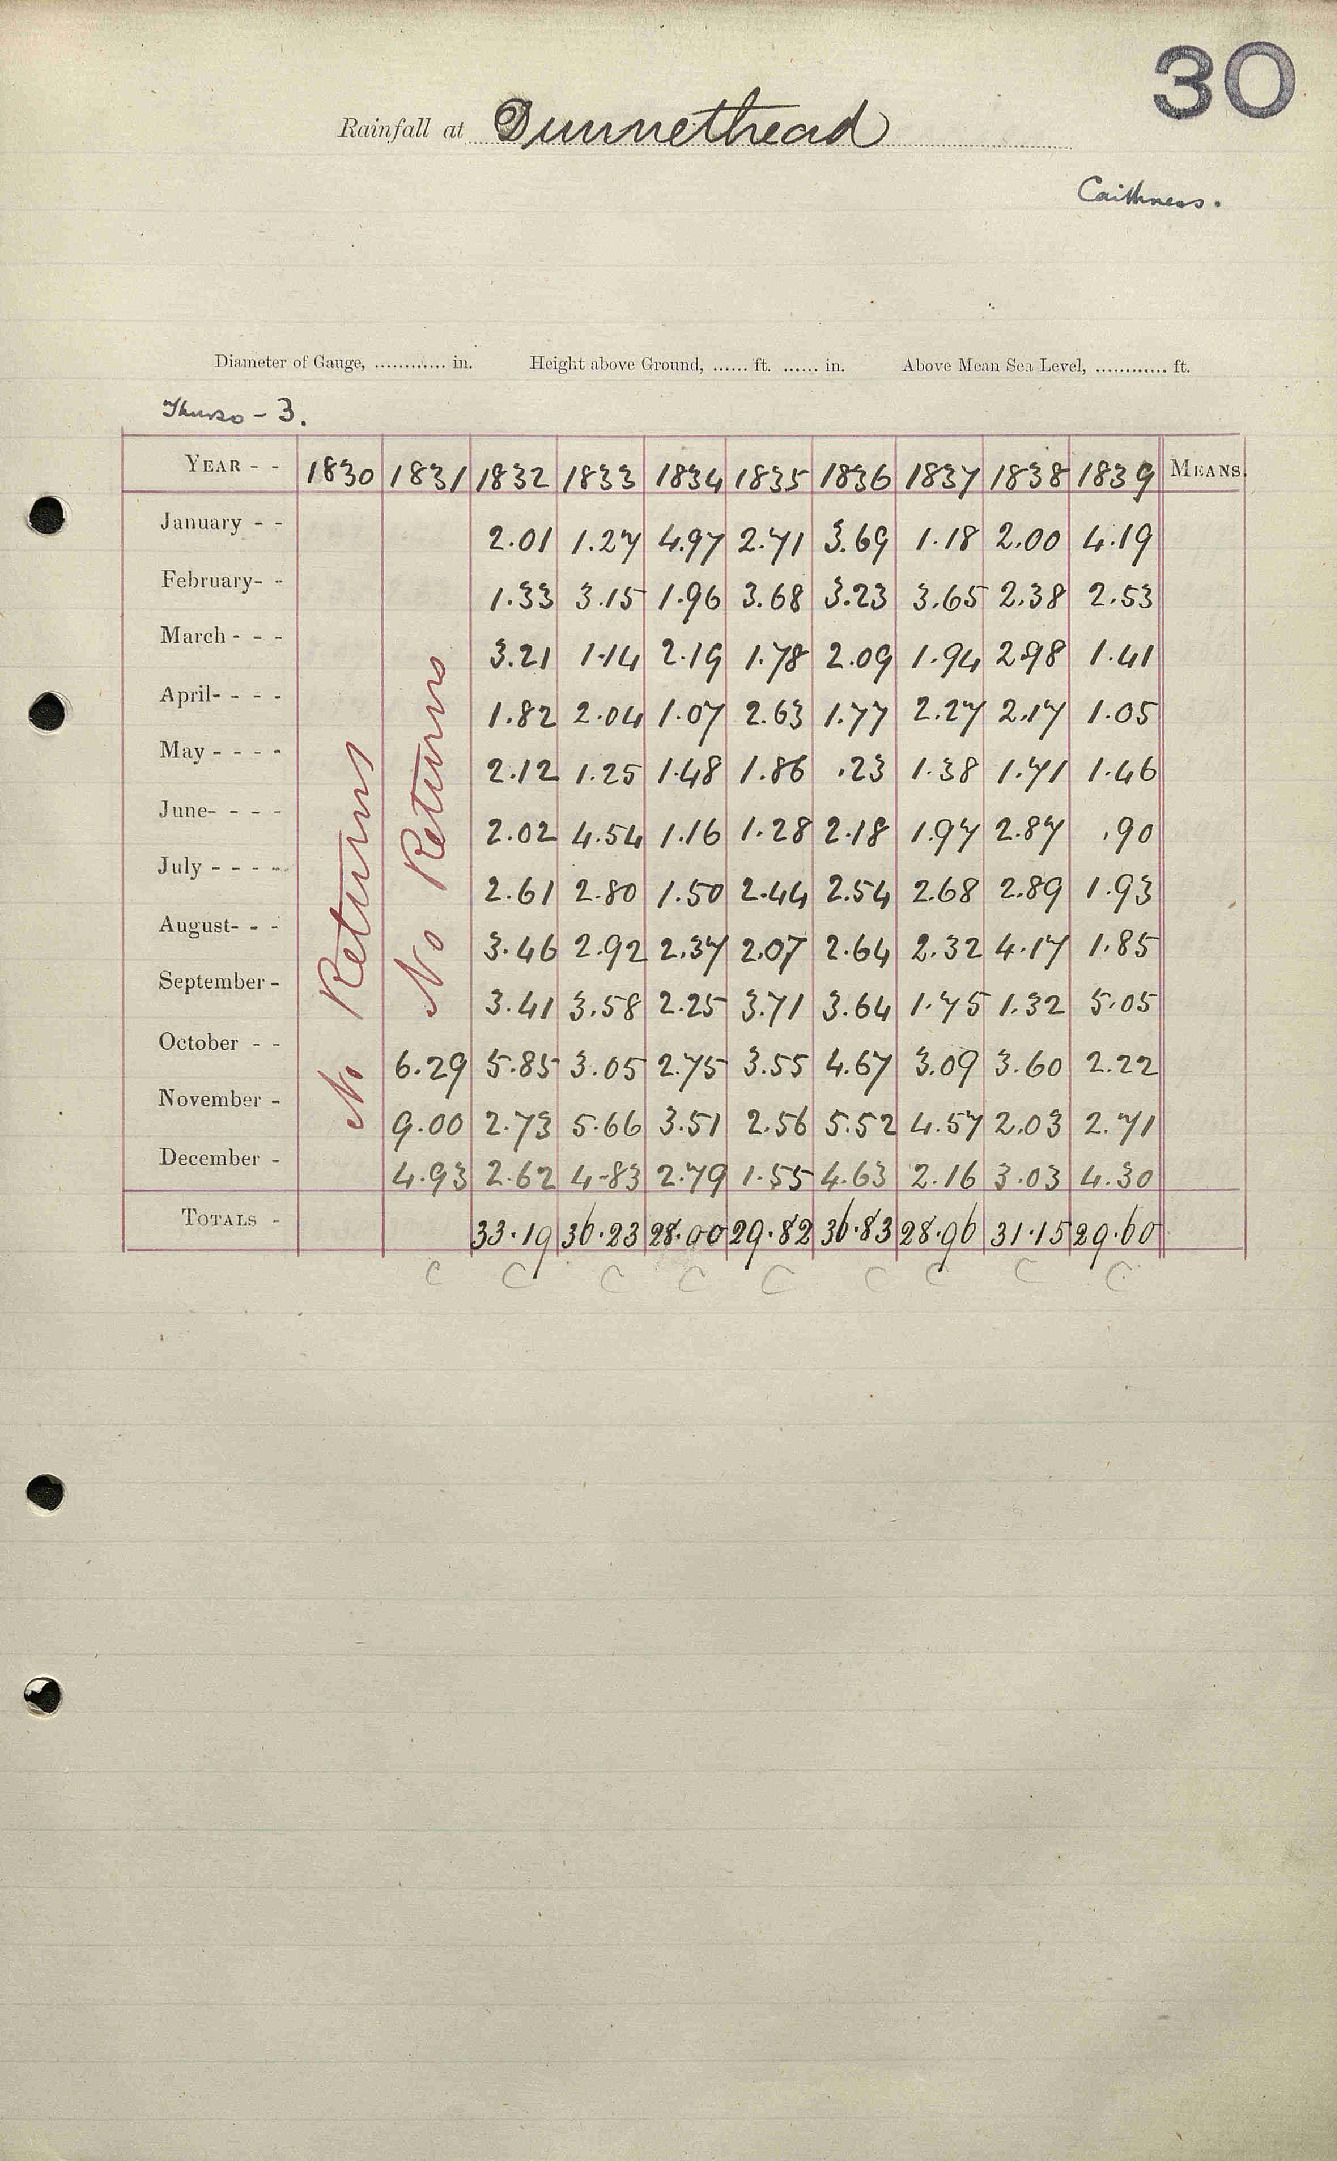 30
Rainfall at Dunnethead
Caithness.
Diameter of Gauge, ............ in. Height above Ground, ...... ft. ...... in. Above Mean Sea Level, ............ ft.
Thurso - 3.
YEAR - - 1830 1831 1832 1833 1834 1835 1836 1837 1838 1839 MEANS.
January - - 2.01 1.27 4.97 2.71 3.69 1.18 2.00 4.19
February- - 1.33 3.15 1.96 3.68 3.23 3.65 2.38 2.53
March - - - 3.21 1.14 2.19 1.78 2.09 1.94 2.98 1.41
April- - - - 1.82 2.04 1.07 2.63 1.77 2.27 2.17 1.05
May - - - - 2.12 1.25 1.48 1.86 .23 1.38 1.71 1.46
June- - - - 2.02 4.54 1.16 1.28 2.18 1.97 2.87 .90
July - - - - 2.61 2.80 1.50 2.44 2.54 2.68 2.89 1.93
August- - - 3.46 2.92 2.37 2.07 2.64 2.32 4.17 1.85
September - 3.41 3.58 2.25 3.71 3.64 1.75 1.32 5.05
October - - 6.29 5.85 3.05 2.75 3.55 4.67 3.09 3.60 2.22
November - 9.00 2.73 5.66 3.51 2.56 5.52 4.57 2.03 2.71
December - 4.93 2.62 4.83 2.79 1.55 4.63 2.16 3.03 4.30
No Returns
No Returns
TOTALS - 33.19 36.23 28.00 29.82 36.83 28.96 31.15 29.60
C C C C C C C C C